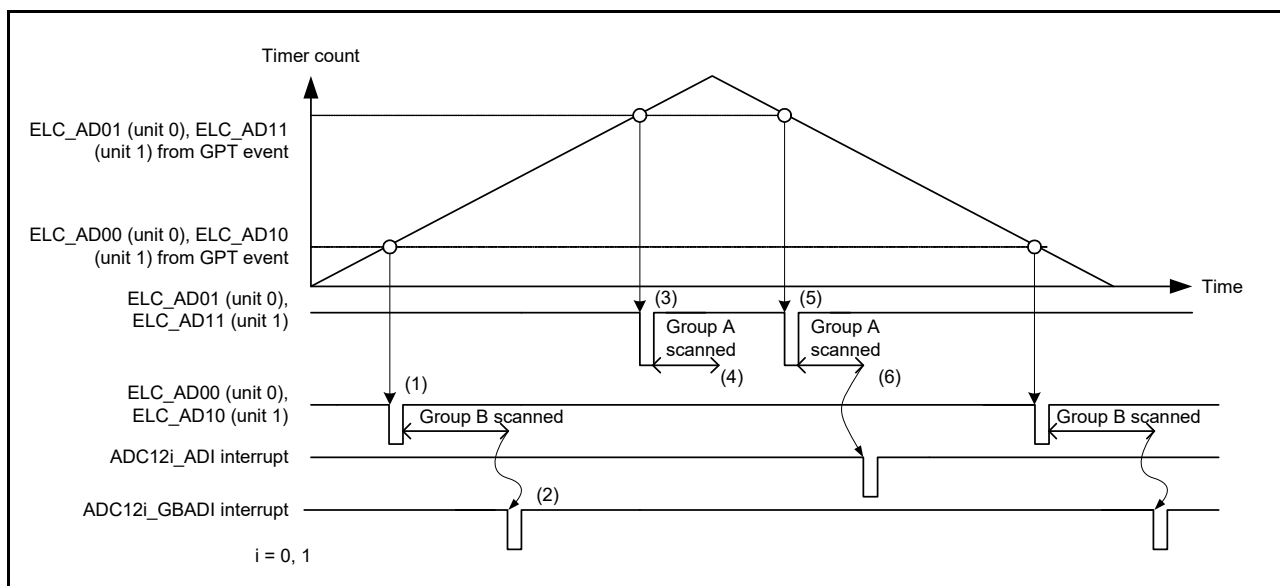 Timer count
ELC_AD01 (unit 0), ELC_AD11
(unit 1) from GPT event
ELC_AD00 (unit 0), ELC_AD10
(unit 1) from GPT event
Time
ELC_AD01 (unit 0),
ELC_AD11 (unit 1)
(3)
Group A
scanned
(4)
(5)
Group A
scanned
(6)
ELC_AD00 (unit 0),
ELC_AD10 (unit 1)
(1)
Group B scanned
Group B scanned
ADC12i_ADI interrupt
ADC12i_GBADI interrupt
(2)
i = 0, 1